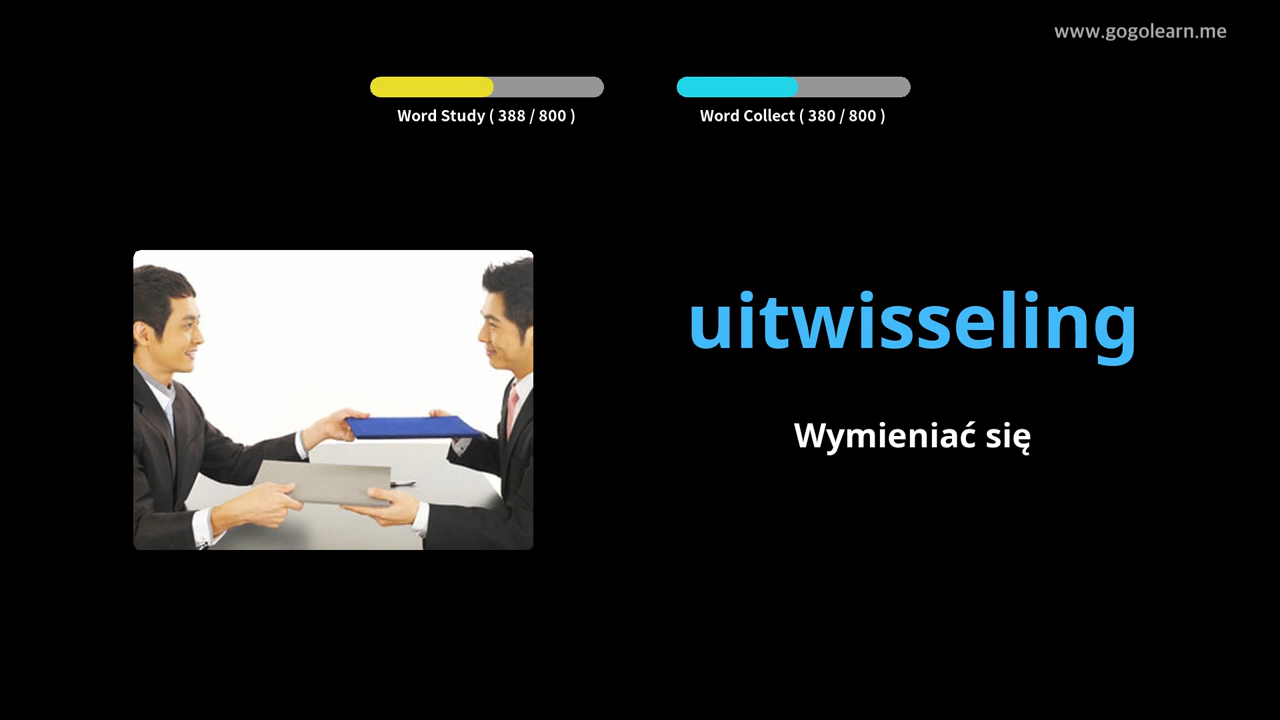 www.gogolearn.me
Word Study ( 388 / 800 )
Word Collect ( 380 / 800 )
uitwisseling
Wymieniać się